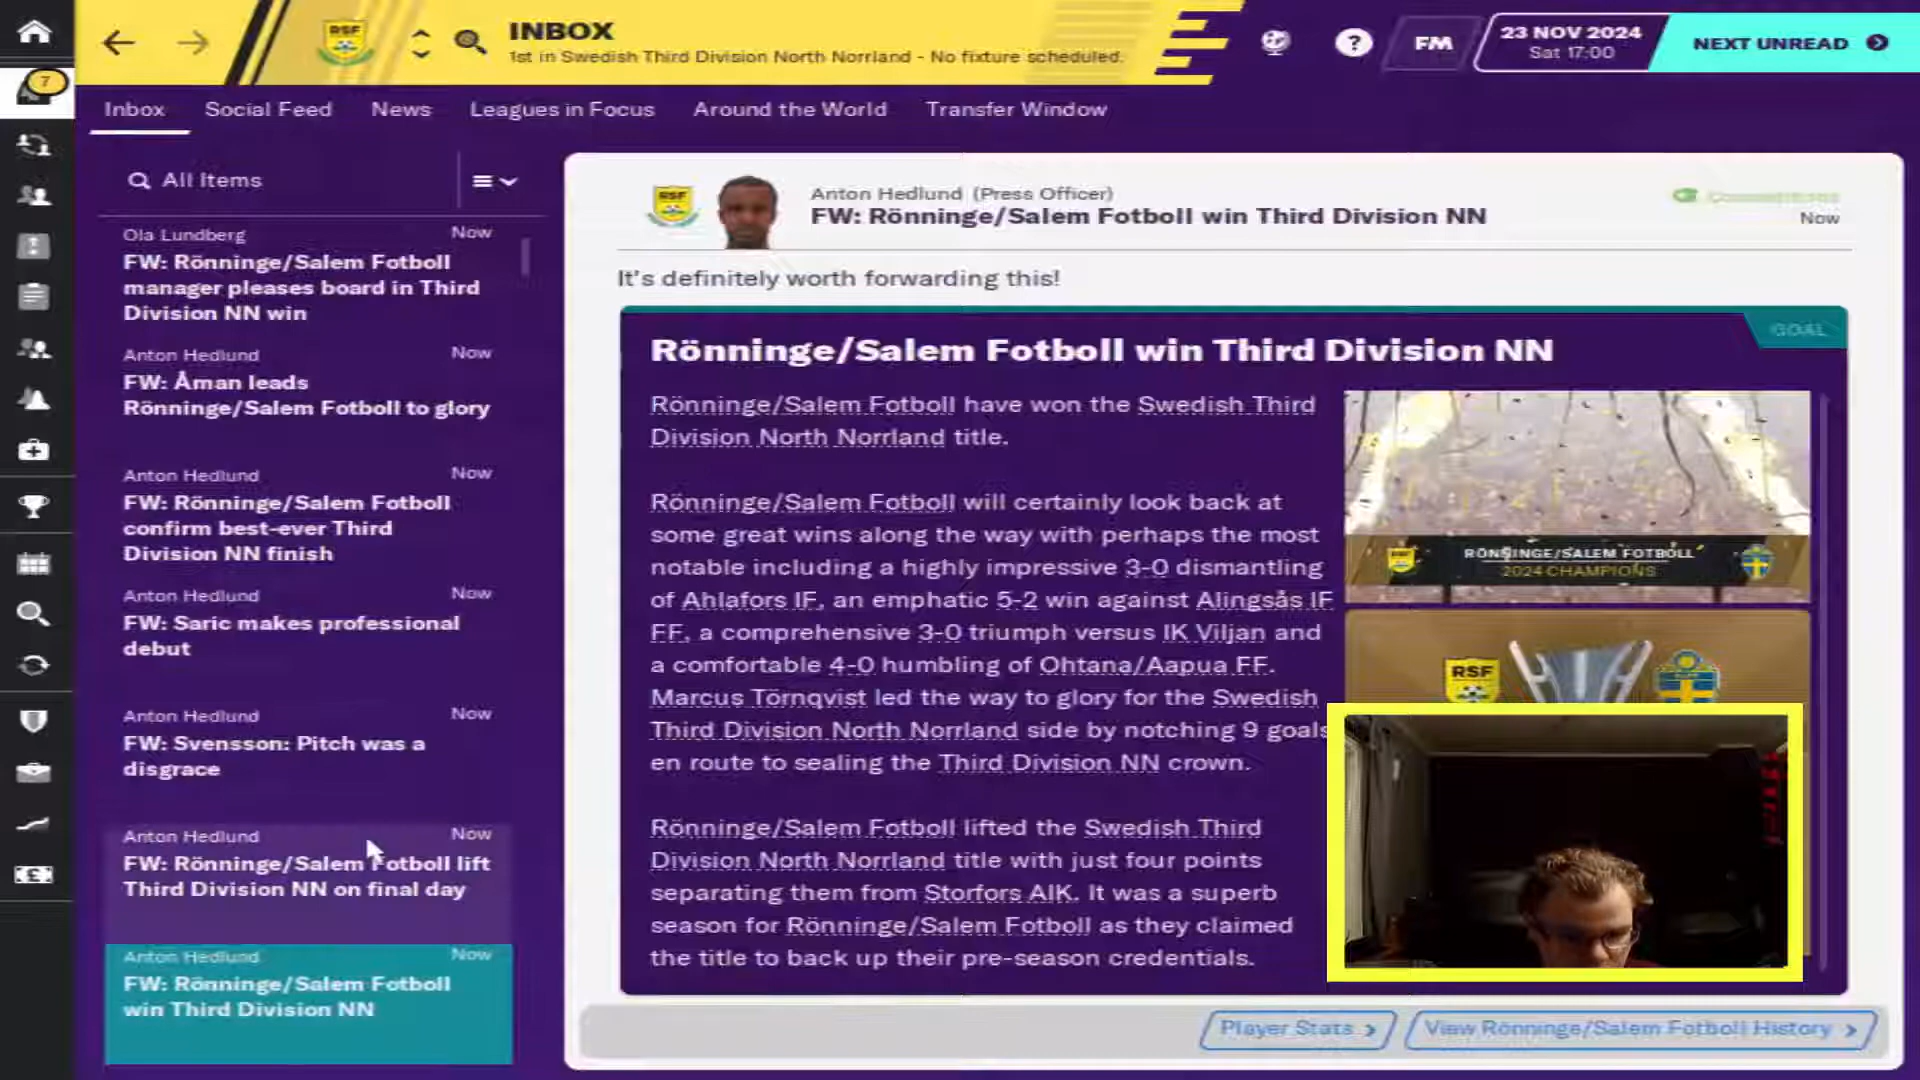 7
RSF
INBOX
1st in Swedish Third Division North Norrland - No fixture scheduled.
?
FM
23 NOV 2024
Sat 17:00
NEXT UNREAD
Inbox
Social Feed
News
Leagues in Focus
Around the World
Transfer Window
All Items
Ola Lundberg
Now
FW: Rönninge/Salem Fotboll
manager pleases board in Third
Division NN win
Anton Hedlund
Now
FW: Åman leads
Rönninge/Salem Fotboll to glory
Anton Hedlund
Now
FW: Rönninge/Salem Fotboll
confirm best-ever Third
Division NN finish
Anton Hedlund
Now
FW: Saric makes professional
debut
Anton Hedlund
Now
FW: Svensson: Pitch was a
disgrace
Anton Hedlund
Now
FW: Rönninge/Salem Fotboll lift
Third Division NN on final day
Anton Hedlund
Now
FW: Rönninge/Salem Fotboll
win Third Division NN
RSF
Anton Hedlund (Press Officer)
FW: Rönninge/Salem Fotboll win Third Division NN
Competitions
Now
It's definitely worth forwarding this!
GOAL
Rönninge/Salem Fotboll win Third Division NN
Rönninge/Salem Fotboll have won the Swedish Third
Division North Norrland title.
Rönninge/Salem Fotboll will certainly look back at
some great wins along the way with perhaps the most
notable including a highly impressive 3-0 dismantling
of Ahlafors IF, an emphatic 5-2 win against Alingsås IF
FF, a comprehensive 3-0 triumph versus IK Viljan and
a comfortable 4-0 humbling of Ohtana/Aapua FF.
Marcus Törnqvist led the way to glory for the Swedish
Third Division North Norrland side by notching 9 goals
en route to sealing the Third Division NN crown.
Rönninge/Salem Fotboll lifted the Swedish Third
Division North Norrland title with just four points
separating them from Storfors AIK. It was a superb
season for Rönninge/Salem Fotboll as they claimed
the title to back up their pre-season credentials.
RÖNNINGE/SALEM FOTBOLL
2024 CHAMPIONS
RSF
Player Stats
View Rönninge/Salem Fotboll History